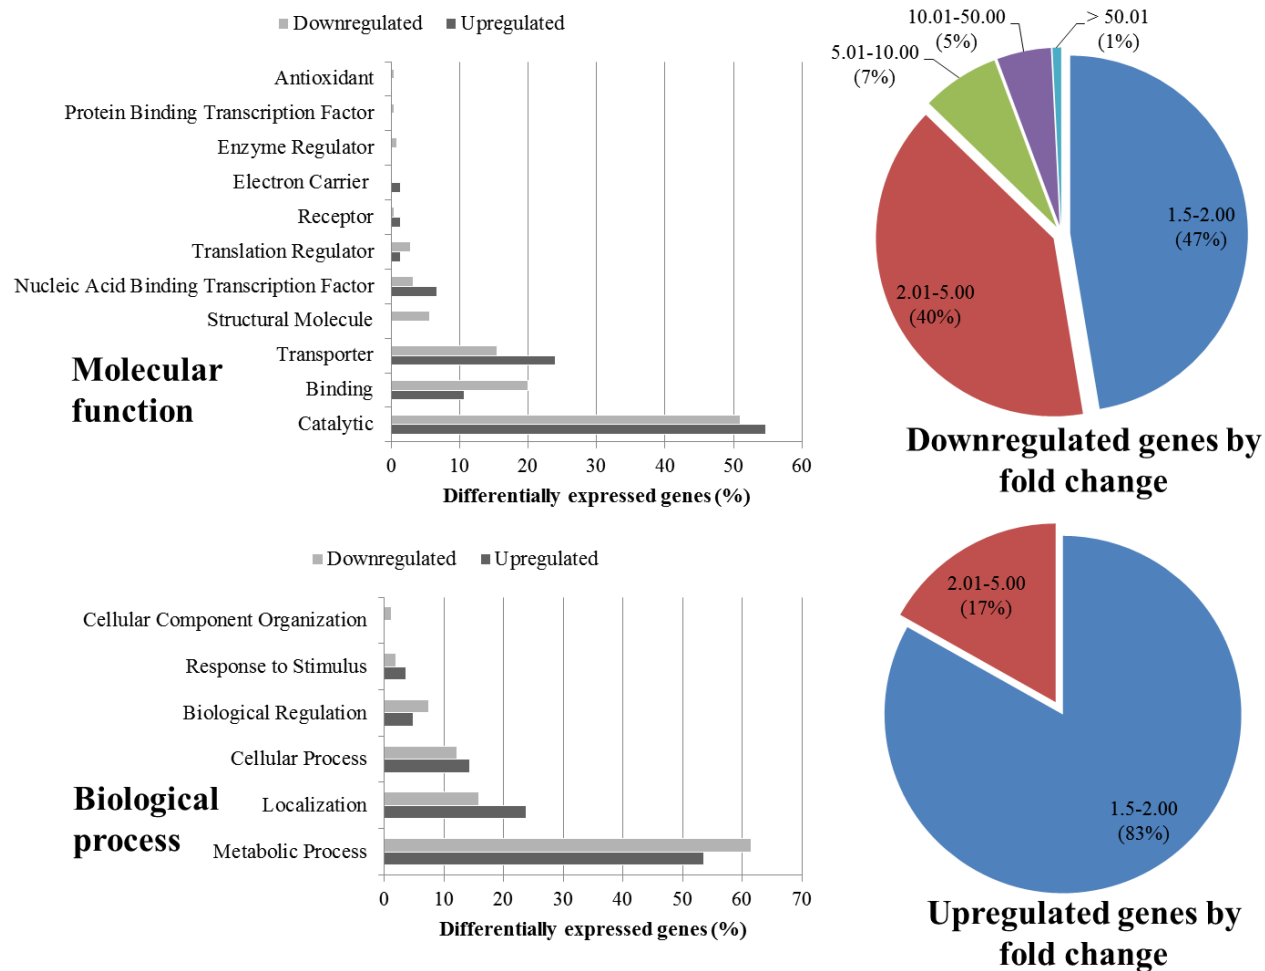 Downregulated Upregulated
Antioxidant
Protein Binding Transcription Factor
Enzyme Regulator
Electron Carrier
Receptor
Translation Regulator
Nucleic Acid Binding Transcription Factor
Structural Molecule
Transporter
Binding
Catalytic
Molecular
function
0 10 20 30 40 50 60
Differentially expressed genes (%)
10.01-50.00
(5%)
> 50.01
(1%)
5.01-10.00
(7%)
1.5-2.00
(47%)
2.01-5.00
(40%)
Downregulated genes by
fold change
Downregulated Upregulated
Cellular Component Organization
Response to Stimulus
Biological Regulation
Cellular Process
Localization
Metabolic Process
Biological
process
0 10 20 30 40 50 60 70
Differentially expressed genes (%)
2.01-5.00
(17%)
1.5-2.00
(83%)
Upregulated genes by
fold change